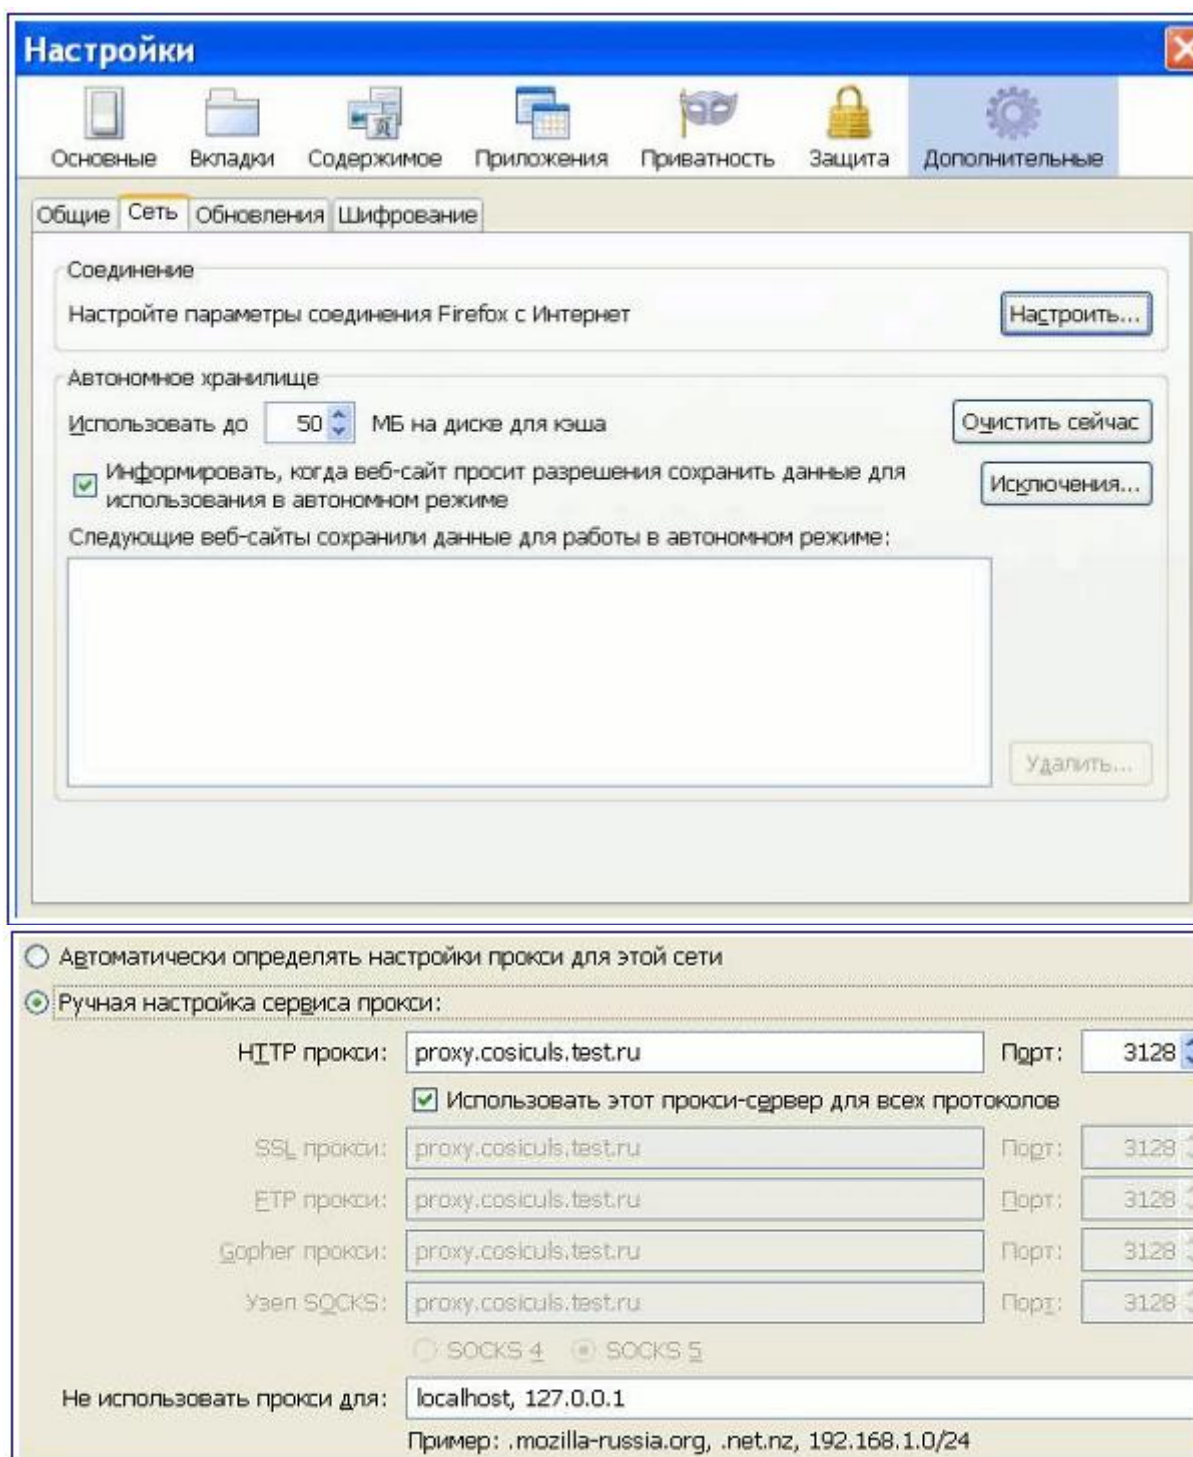 Настройки
Основные Вкладки Содержимое Приложения Приватность Защита Дополнительные
Общие Сеть Обновления Шифрование
Соединение
Настройте параметры соединения Firefox с Интернет Настроить...
Автономное хранилище
Использовать до 50 МБ на диске для кэша Очистить сейчас
Информировать, когда веб-сайт просит разрешения сохранить данные для
использования в автономном режиме Исключения...
Следующие веб-сайты сохранили данные для работы в автономном режиме:
Удалить...
Автоматически определять настройки прокси для этой сети
Ручная настройка сервиса прокси:
HTTP прокси: proxy.cosiculs.test.ru Порт: 3128
Использовать этот прокси-сервер для всех протоколов
SSL прокси: proxy.cosiculs.test.ru Порт: 3128
FTP прокси: proxy.cosiculs.test.ru Порт: 3128
Gopher прокси: proxy.cosiculs.test.ru Порт: 3128
Узел SOCKS: proxy.cosiculs.test.ru Порт: 3128
SOCKS 4 SOCKS 5
Не использовать прокси для: localhost, 127.0.0.1
Пример: .mozilla-russia.org, .net.nz, 192.168.1.0/24